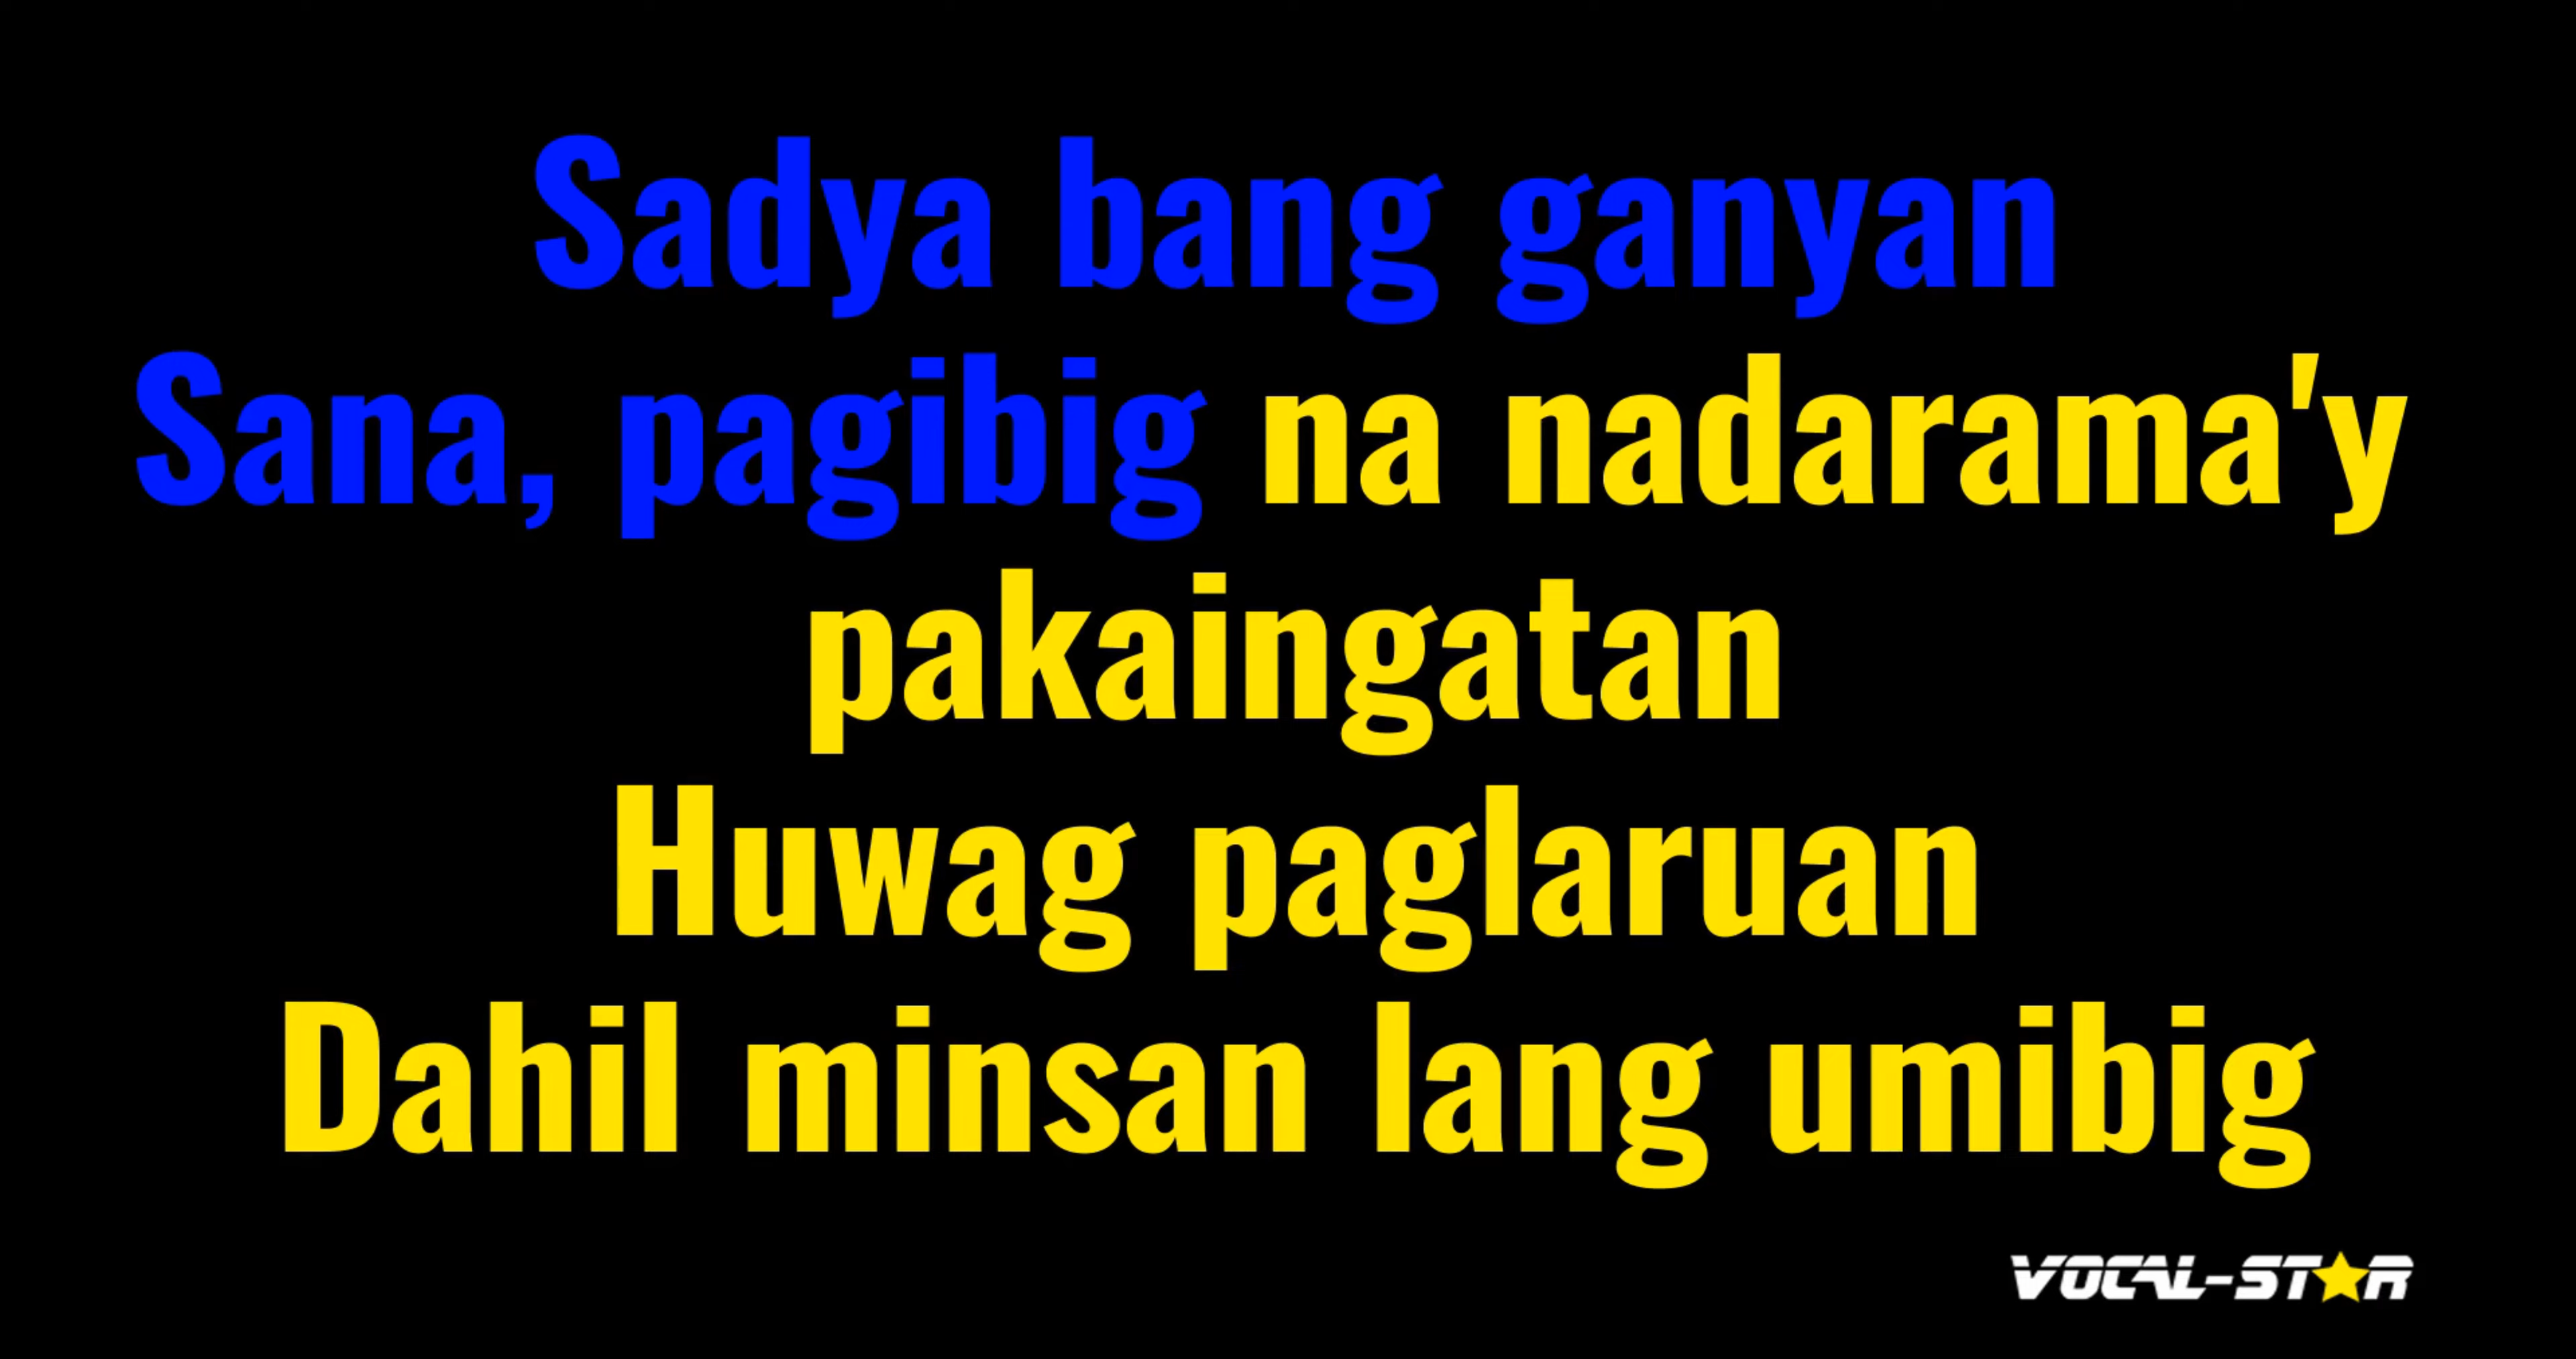 Sadya bang ganyan
Sana, pagibig na nadarama'y
pakaingatan
Huwag paglaruan
Dahil minsan lang umibig
VOCAL-STAR